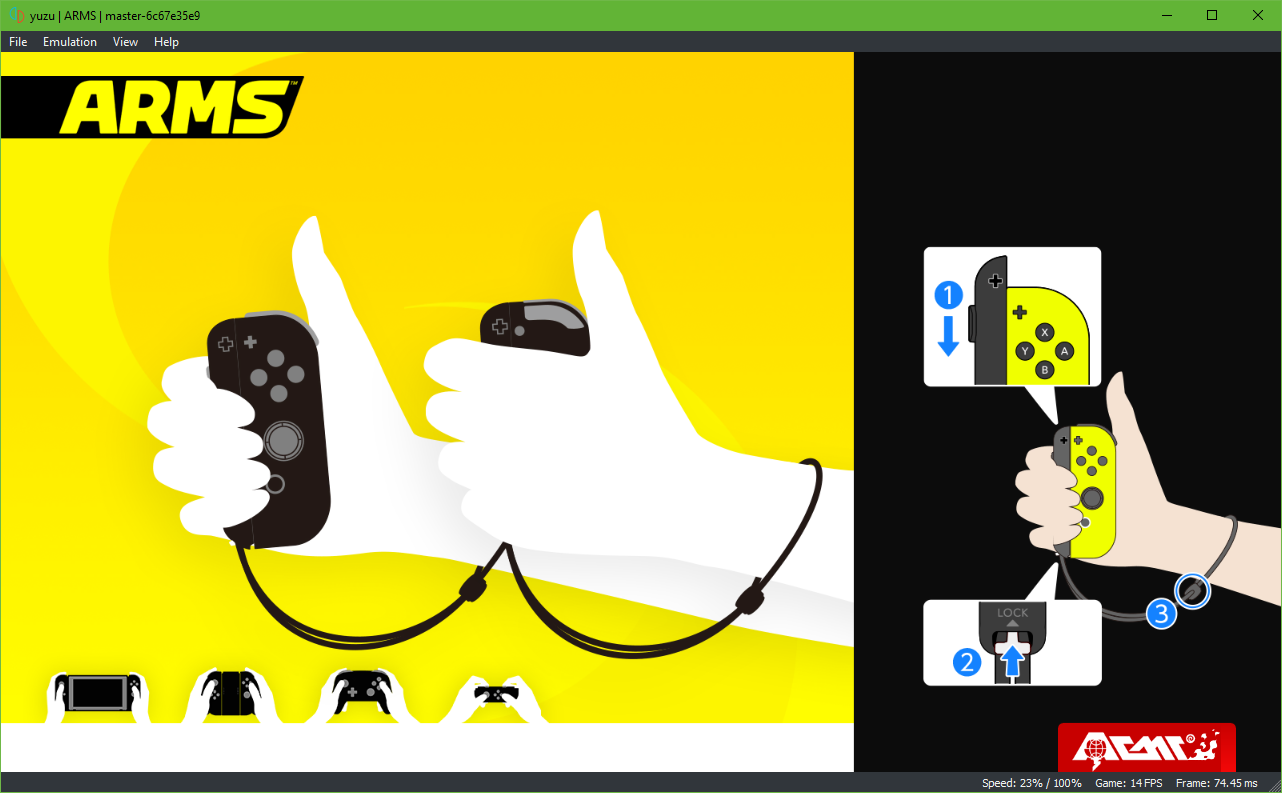 yuzu | ARMS | master-6c67e35e9
File Emulation View Help
ARMS™
1
X
Y A
B
LOCK
2
3
Speed: 23% / 100% Game: 14 FPS Frame: 74.45 ms